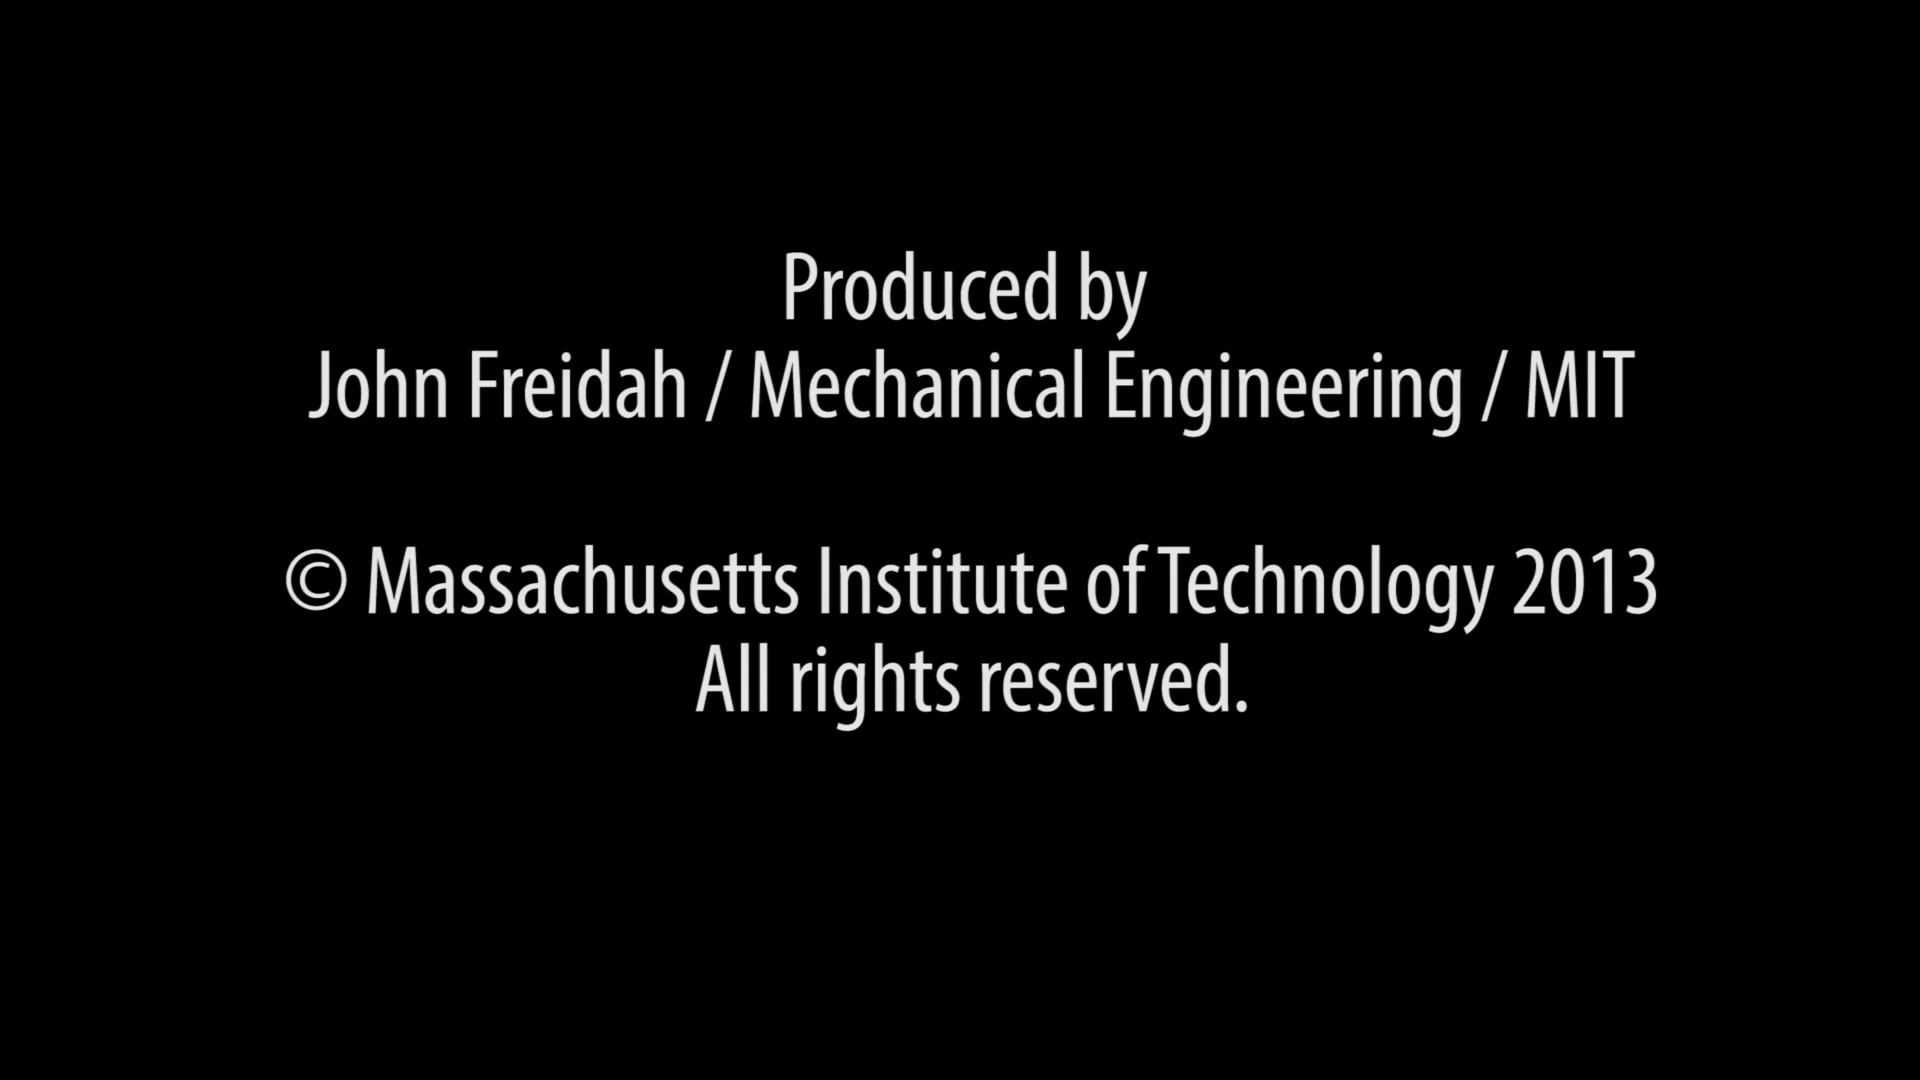 Produced by
John Freidah / Mechanical Engineering / MIT
© Massachusetts Institute of Technology 2013
All rights reserved.